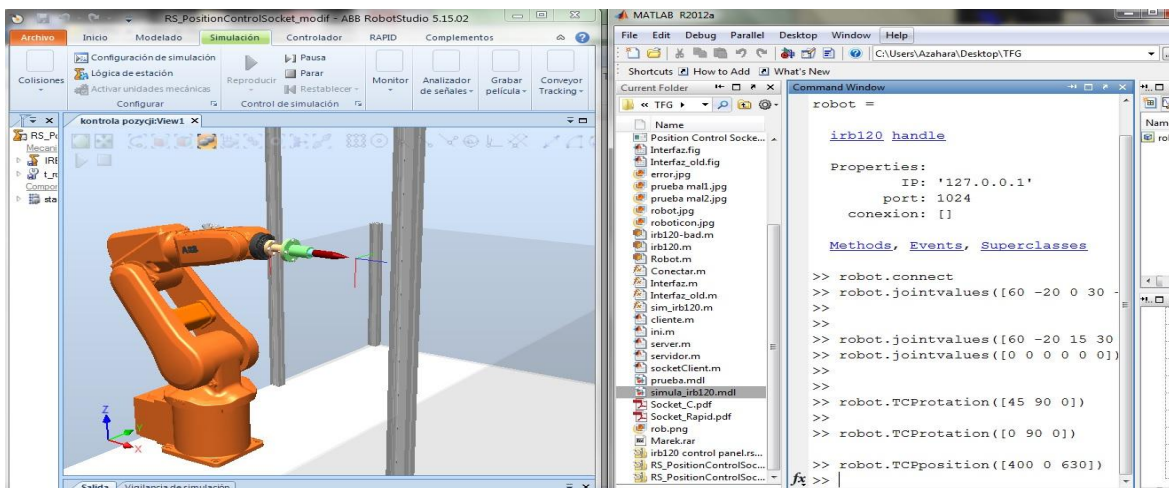 RS_PositionControlSocket_modif - ABB RobotStudio 5.15.02
Archivo Inicio Modelado Simulación Controlador RAPID Complementos
Colisiones
Configuración de simulación
Lógica de estación
Activar unidades mecánicas
Configurar
Reproducir
Pausa
Parar
Restablecer
Control de simulación
Monitor
Analizador de señales
Grabar película
Conveyor Tracking
kontrola pozycji:View1
RS_Po
Mecani
IRB
Compor
sta
ABB
Z
Y
X
Salida Vigilancia de simulación
MATLAB R2012a
File Edit Debug Parallel Desktop Window Help
C:\Users\Azahara\Desktop\TFG
Shortcuts How to Add What's New
Current Folder
« TFG
Name
Position Control Socke...
Interfaz.fig
Interfaz_old.fig
error.jpg
prueba mal1.jpg
prueba mal2.jpg
robot.jpg
roboticon.jpg
irb120-bad.m
irb120.m
Robot.m
Conectar.m
Interfaz.m
Interfaz_old.m
sim_irb120.m
cliente.m
ini.m
server.m
servidor.m
socketClient.m
prueba.mdl
simula_irb120.mdl
Socket_C.pdf
Socket_Rapid.pdf
rob.png
Marek.rar
irb120 control panel.rs...
RS_PositionControlSoc...
RS_PositionControlSoc...
Command Window
robot =
irb120 handle
Properties:
IP: '127.0.0.1'
port: 1024
conexion: []
Methods, Events, Superclasses
>> robot.connect
>> robot.jointvalues([60 -20 0 30 -
>>
>>
>> robot.jointvalues([60 -20 15 30
>> robot.jointvalues([0 0 0 0 0 0])
>>
>>
>> robot.TCProtation([45 90 0])
>>
>> robot.TCProtation([0 90 0])
>> robot.TCPposition([400 0 630])
fx >>
Nam
ro